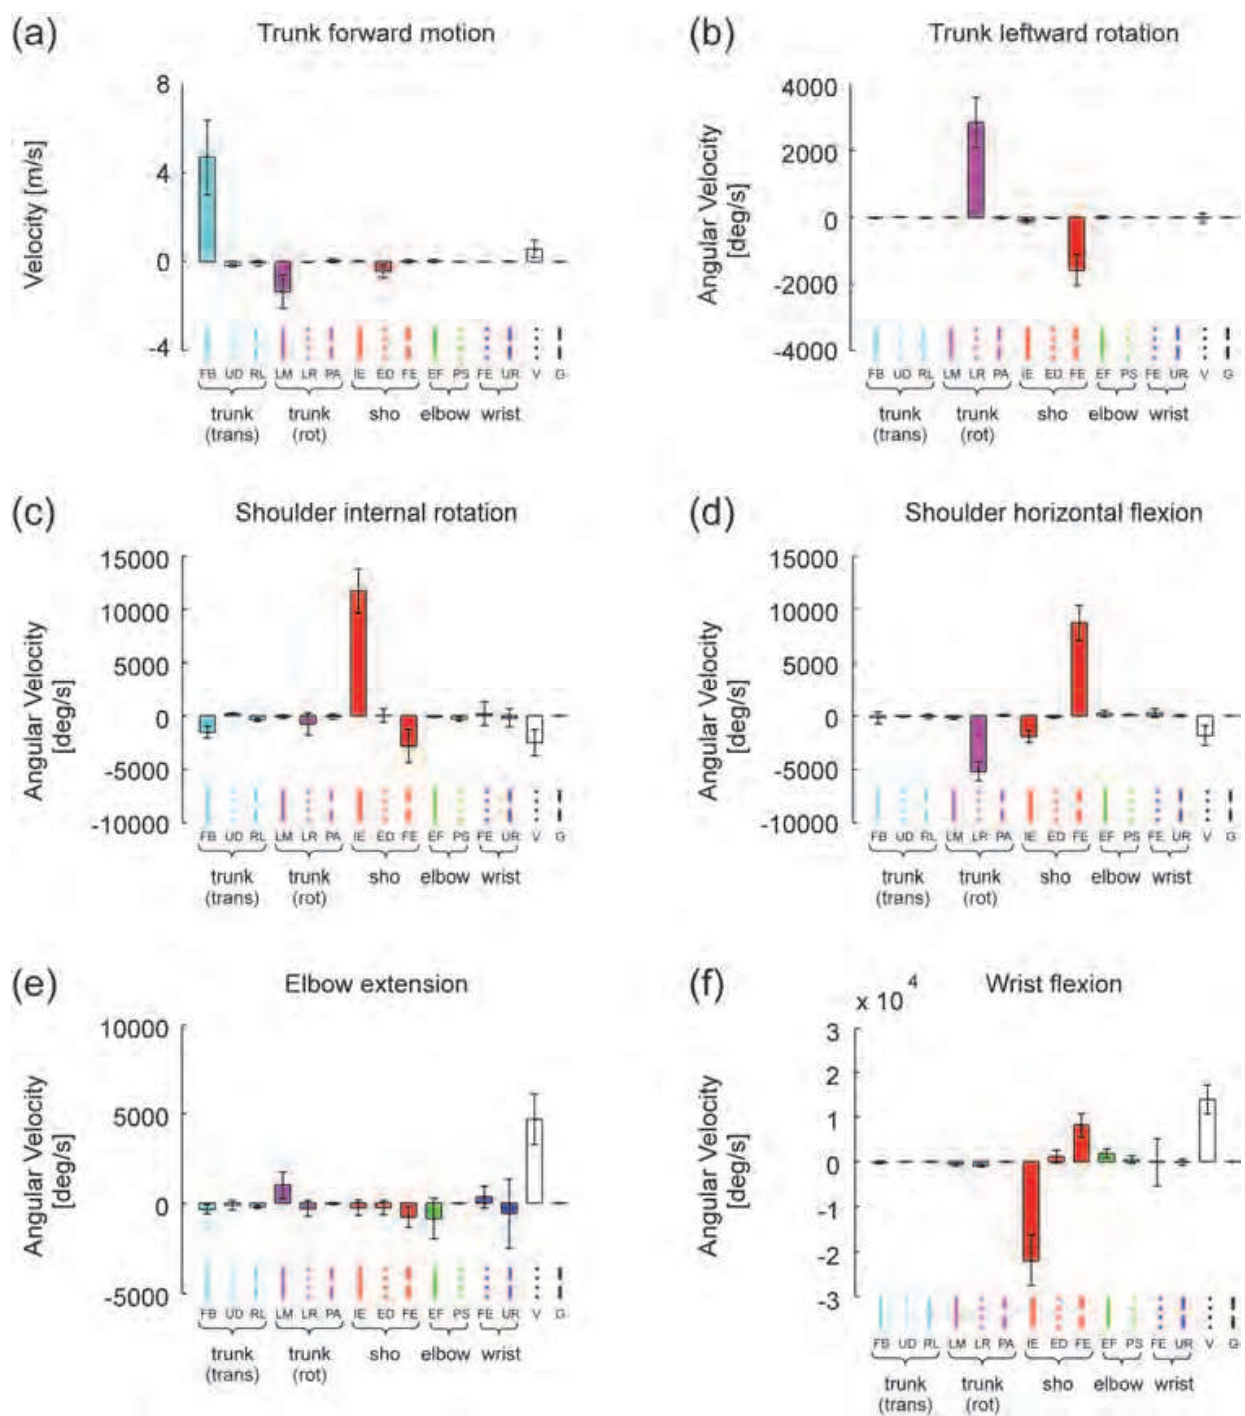 (a) Trunk forward motion
Velocity [m/s]
8
4
0
-4
FB UD RL LM LR PA IE ED FE EF PS FE UR V G
trunk (trans) trunk (rot) sho elbow wrist
(b) Trunk leftward rotation
Angular Velocity [deg/s]
4000
2000
0
-2000
-4000
FB UD RL LM LR PA IE ED FE EF PS FE UR V G
trunk (trans) trunk (rot) sho elbow wrist
(c) Shoulder internal rotation
Angular Velocity [deg/s]
15000
10000
5000
0
-5000
-10000
FB UD RL LM LR PA IE ED FE EF PS FE UR V G
trunk (trans) trunk (rot) sho elbow wrist
(d) Shoulder horizontal flexion
Angular Velocity [deg/s]
15000
10000
5000
0
-5000
-10000
FB UD RL LM LR PA IE ED FE EF PS FE UR V G
trunk (trans) trunk (rot) sho elbow wrist
(e) Elbow extension
Angular Velocity [deg/s]
10000
5000
0
-5000
FB UD RL LM LR PA IE ED FE EF PS FE UR V G
trunk (trans) trunk (rot) sho elbow wrist
(f) Wrist flexion
x 10^4
Angular Velocity [deg/s]
3
2
1
0
-1
-2
-3
FB UD RL LM LR PA IE ED FE EF PS FE UR V G
trunk (trans) trunk (rot) sho elbow wrist